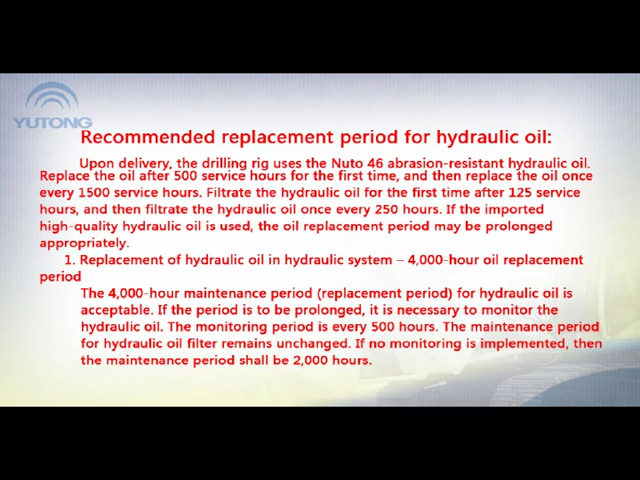 YUTONG
Recommended replacement period for hydraulic oil:
Upon delivery, the drilling rig uses the Nuto 46 abrasion-resistant hydraulic oil.
Replace the oil after 500 service hours for the first time, and then replace the oil once
every 1500 service hours. Filtrate the hydraulic oil for the first time after 125 service
hours, and then filtrate the hydraulic oil once every 250 hours. If the imported
high-quality hydraulic oil is used, the oil replacement period may be prolonged
appropriately.
1. Replacement of hydraulic oil in hydraulic system – 4,000-hour oil replacement
period
The 4,000-hour maintenance period (replacement period) for hydraulic oil is
acceptable. If the period is to be prolonged, it is necessary to monitor the
hydraulic oil. The monitoring period is every 500 hours. The maintenance period
for hydraulic oil filter remains unchanged. If no monitoring is implemented, then
the maintenance period shall be 2,000 hours.